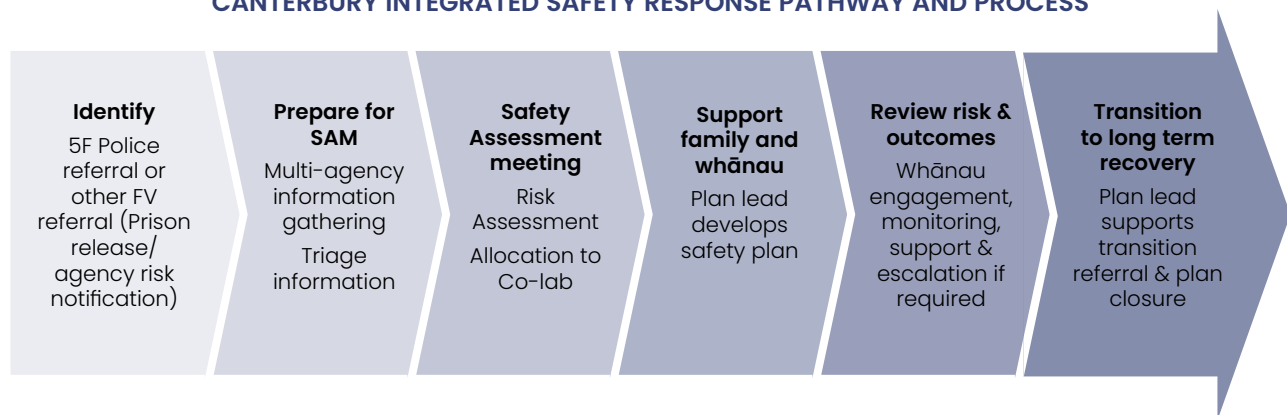 CANTERBURY INTEGRATED SAFETY RESPONSE PATHWAY AND PROCESS
Identify
5F Police
referral or
other FV
referral (Prison
release/
agency risk
notification)
Prepare for
SAM
Multi-agency
information
gathering
Triage
information
Safety
Assessment
meeting
Risk
Assessment
Allocation to
Co-lab
Support
family and
whānau
Plan lead
develops
safety plan
Review risk &
outcomes
Whānau
engagement,
monitoring,
support &
escalation if
required
Transition
to long term
recovery
Plan lead
supports
transition
referral & plan
closure